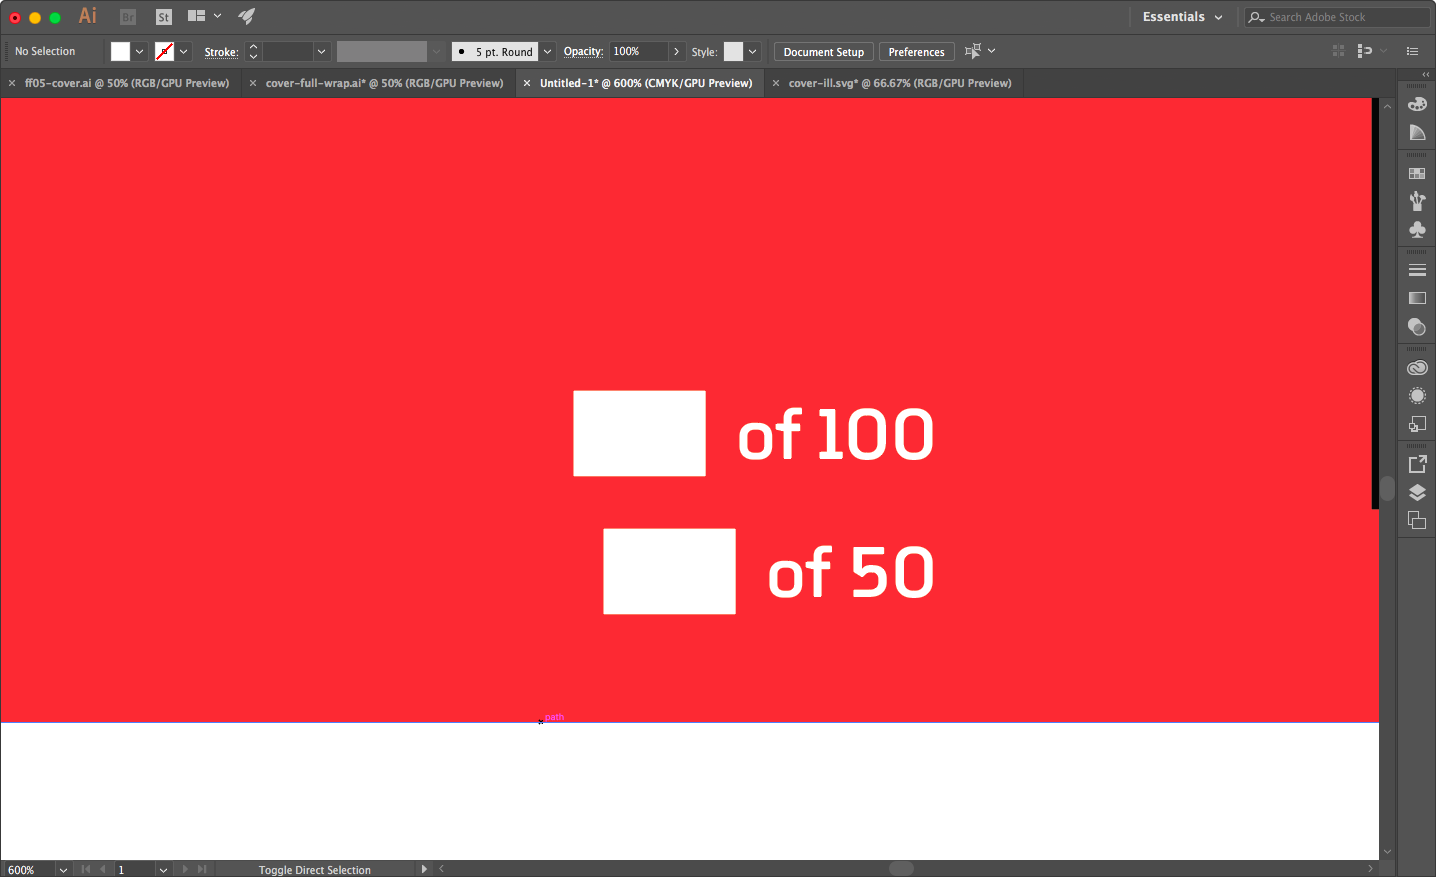 Ai Br St Essentials Search Adobe Stock
No Selection Stroke: 5 pt. Round Opacity: 100% Style: Document Setup Preferences
ff05-cover.ai @ 50% (RGB/GPU Preview) cover-full-wrap.ai* @ 50% (RGB/GPU Preview) Untitled-1* @ 600% (CMYK/GPU Preview) cover-ill.svg* @ 66.67% (RGB/GPU Preview)
of 100
of 50
path
600% 1 Toggle Direct Selection